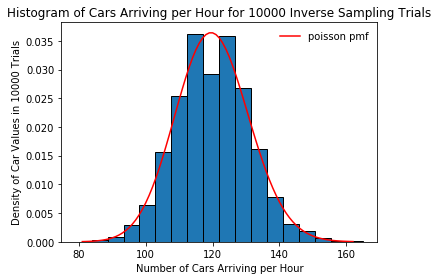 Histogram of Cars Arriving per Hour for 10000 Inverse Sampling Trials
poisson pmf
Density of Car Values in 10000 Trials
0.035
0.030
0.025
0.020
0.015
0.010
0.005
0.000
80 100 120 140 160
Number of Cars Arriving per Hour